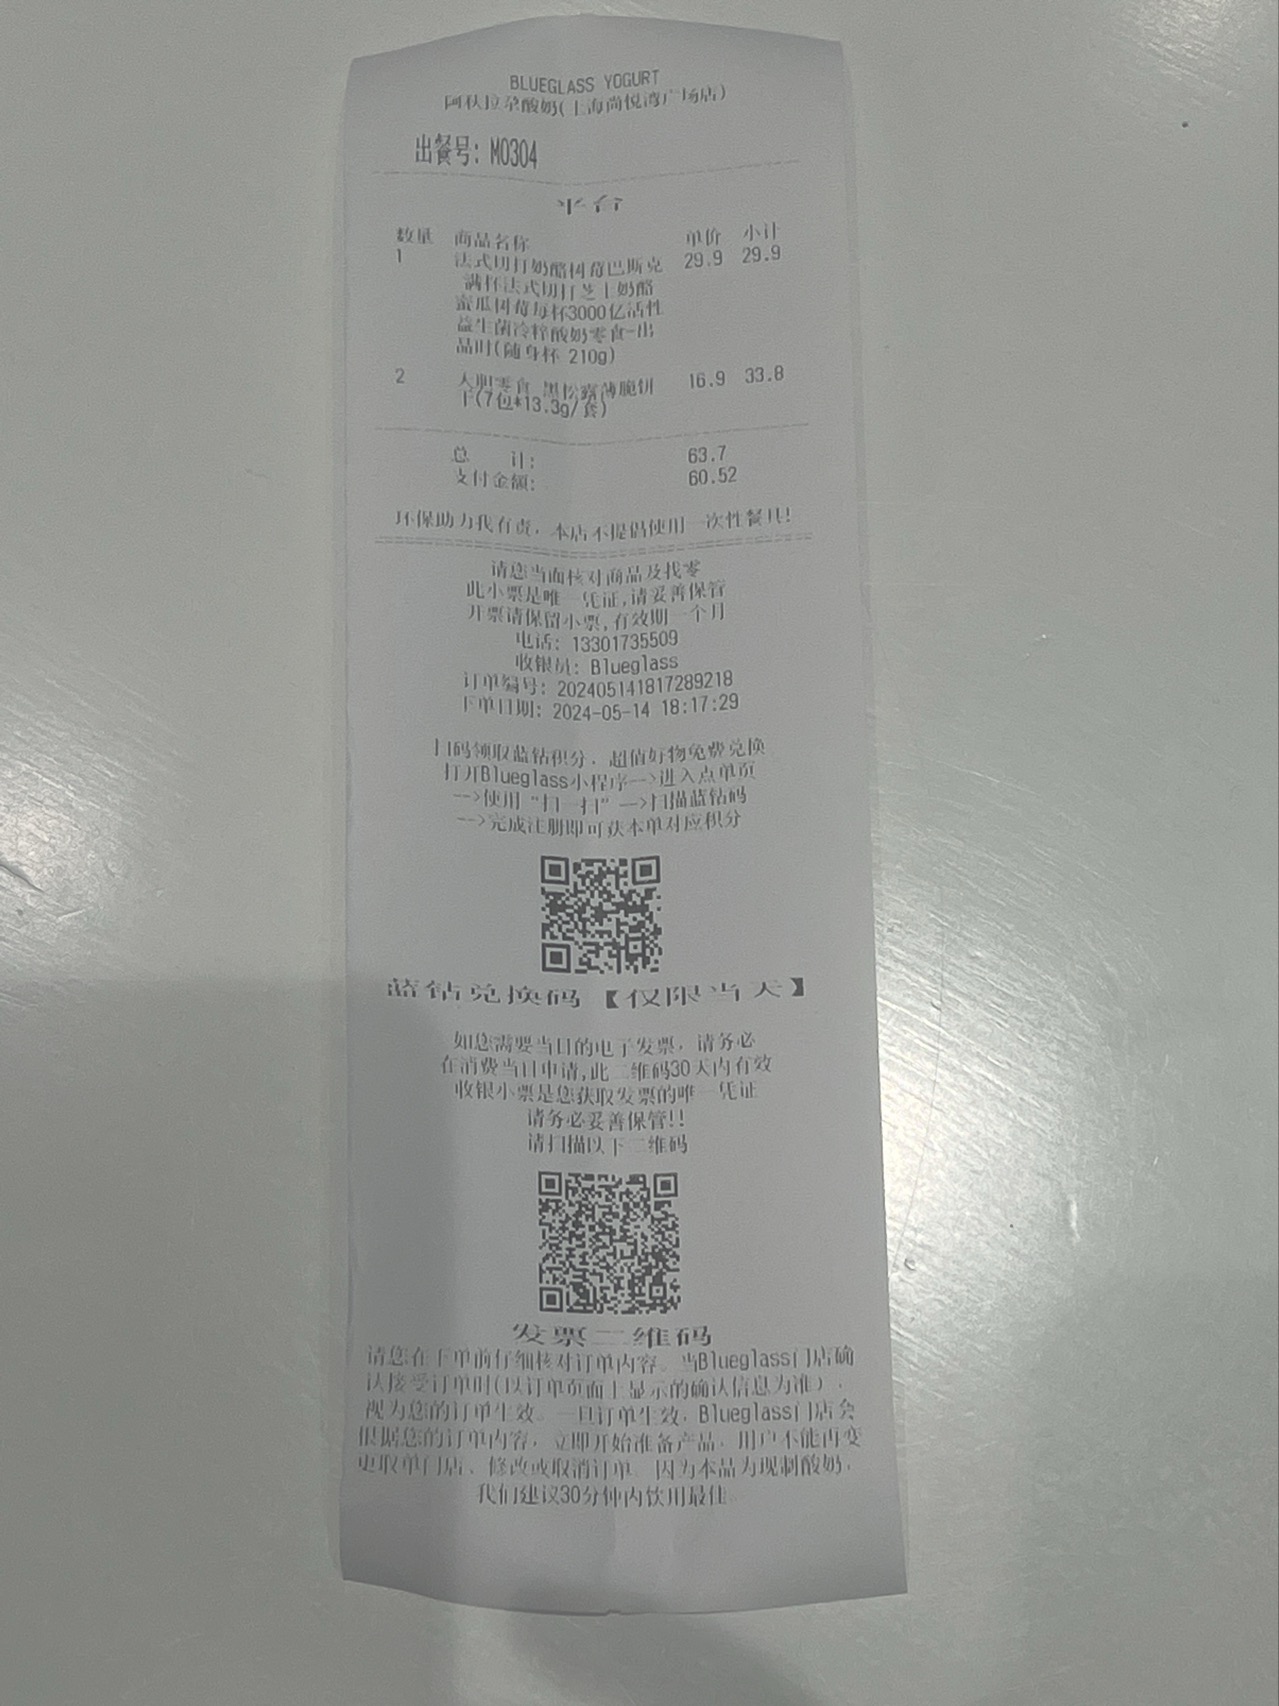 BLUEGLASS YOGURT
阿秋拉尕酸奶(上海尚悦湾广场店)
出餐号: M0304
外卖
数量 商品名称 单价 小计
1 法式切打奶酪树莓巴斯克 29.9 29.9
满杯法式切打芝士奶酪
蜜瓜树莓每杯3000亿活性
益生菌冷榨酸奶零食一出
品时(随身杯 210g)
2 大胆零食 黑松露薄脆饼 16.9 33.8
干(7包*13.3g/套)
总 计: 63.7
支付金额: 60.52
环保助力我有责，本店不提倡使用一次性餐具!
请您当面核对商品及找零
此小票是唯一凭证,请妥善保管
开票请保留小票,有效期一个月
电话: 13301735509
收银员: Blueglass
订单编号: 202405141817289218
下单日期: 2024-05-14 18:17:29
扫码领取蓝钻积分，超值好物免费兑换
打开Blueglass小程序-->进入点单页
-->使用“扫一扫”-->扫描蓝钻码
-->完成注册即可获本单对应积分
蓝钻兑换码【仅限当天】
如您需要当日的电子发票，请务必
在消费当日申请,此二维码30天内有效
收银小票是您获取发票的唯一凭证
请务必妥善保管!!
请扫描以下二维码
发票二维码
请您在下单前仔细核对订单内容。当Blueglass门店确
认接受订单时(以订单页面上显示的确认信息为准)，
视为您的订单生效。一旦订单生效，Blueglass门店会
根据您的订单内容，立即开始准备产品，用户不能再变
更取单门店、修改或取消订单。因为本品为现制酸奶，
我们建议30分钟内饮用最佳。